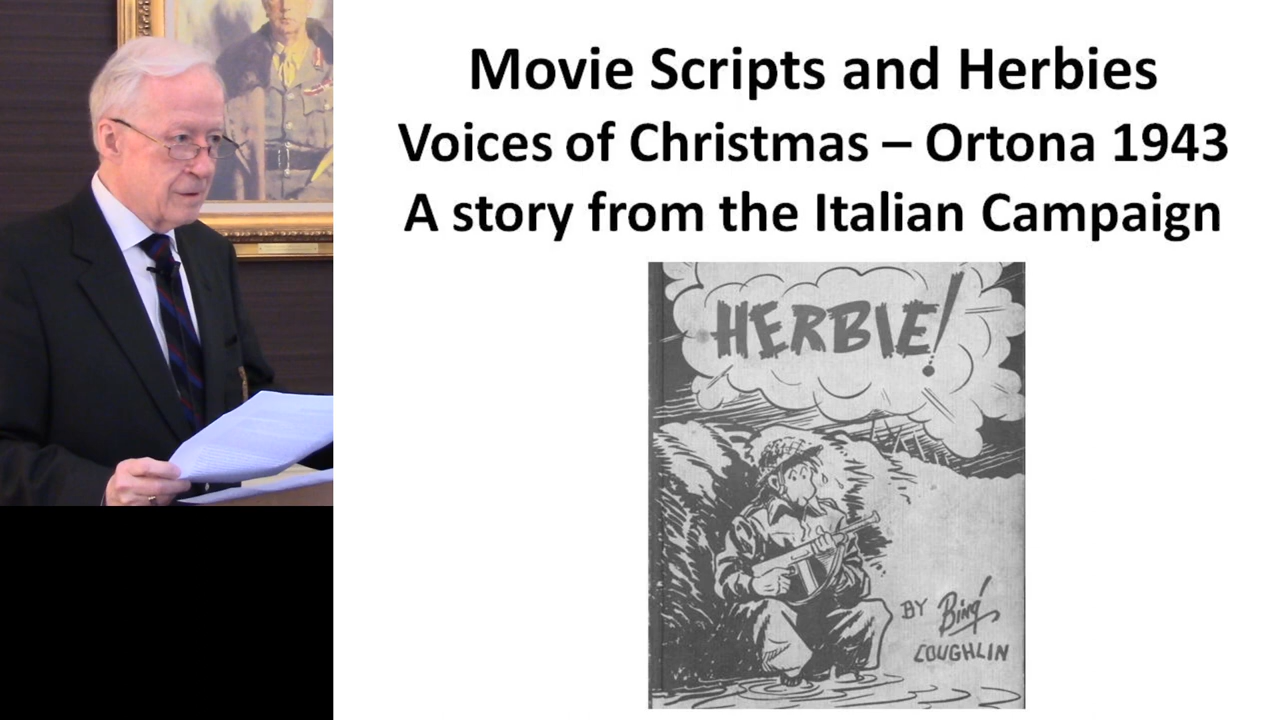 Movie Scripts and Herbies
Voices of Christmas – Ortona 1943
A story from the Italian Campaign
HERBIE!
BY Bing
COUGHLIN